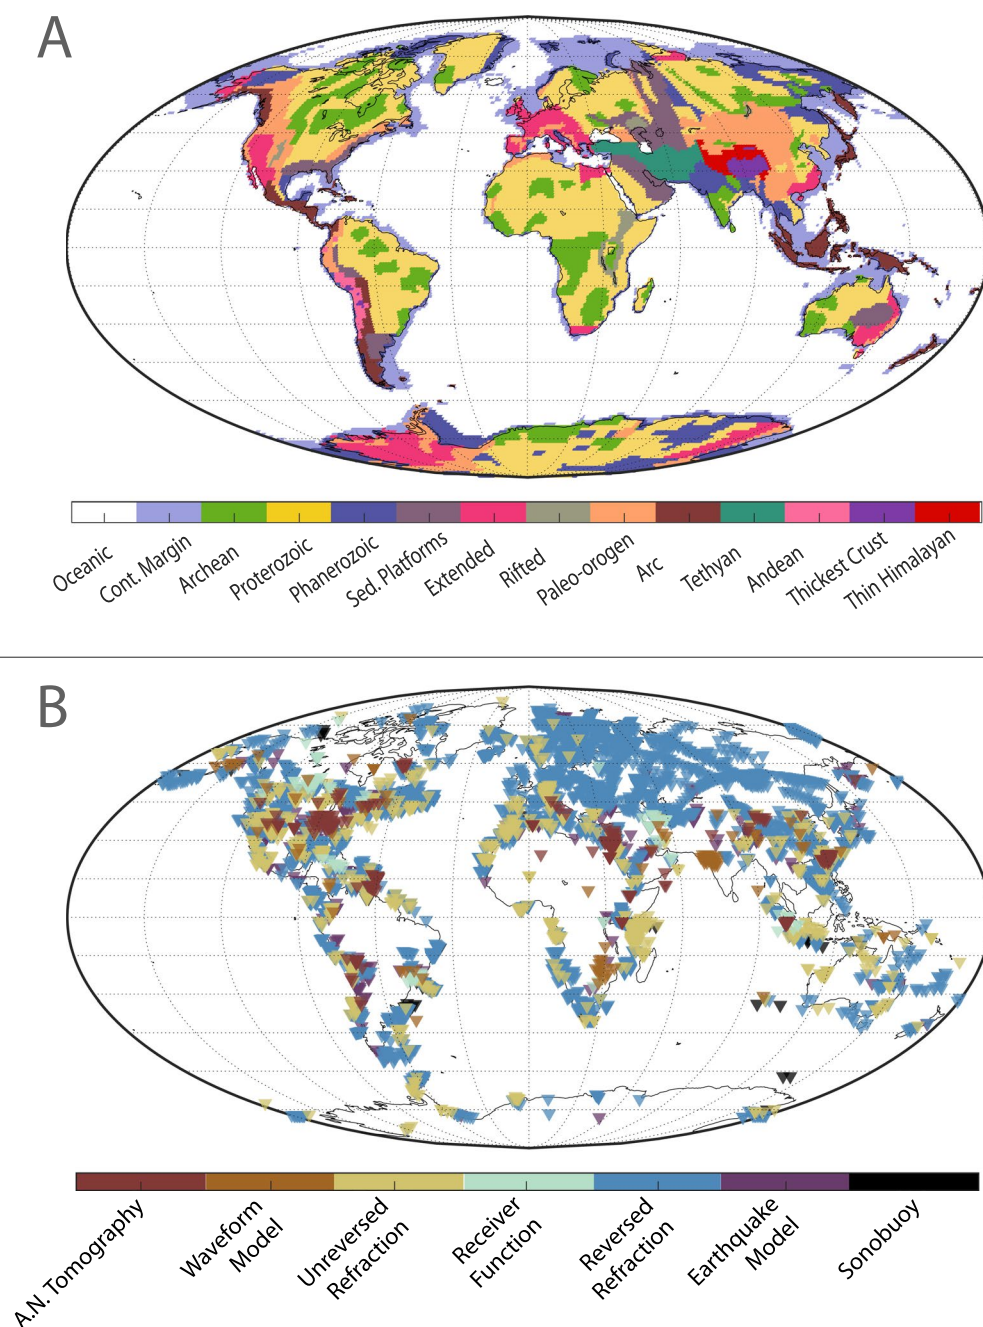 A
Oceanic
Cont. Margin
Archean
Proterozoic
Phanerozoic
Sed. Platforms
Extended
Rifted
Paleo-orogen
Arc
Tethyan
Andean
Thickest Crust
Thin Himalayan
B
A.N. Tomography
Waveform
Model
Unreversed
Refraction
Receiver
Function
Reversed
Refraction
Earthquake
Model
Sonobuoy